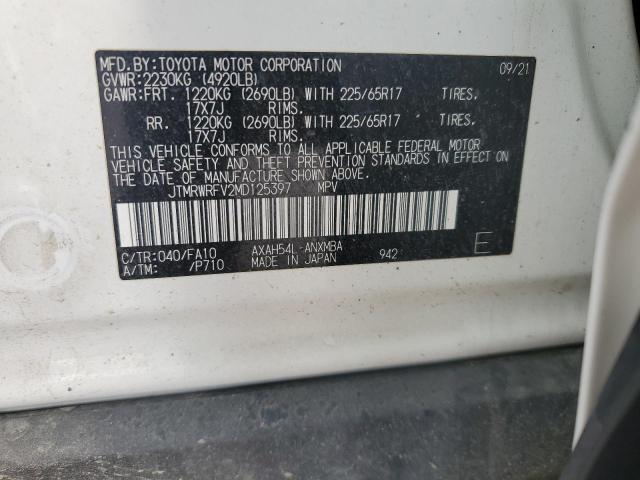 MFD.BY:TOYOTA MOTOR CORPORATION 09/21
GVWR:2230KG (4920LB)
GAWR:FRT. 1220KG (2690LB) WITH 225/65R17 TIRES.
17X7J RIMS.
RR. 1220KG (2690LB) WITH 225/65R17 TIRES.
17X7J RIMS.
THIS VEHICLE CONFORMS TO ALL APPLICABLE FEDERAL MOTOR
VEHICLE SAFETY AND THEFT PREVENTION STANDARDS IN EFFECT ON
THE DATE OF MANUFACTURE SHOWN ABOVE.
JTMRWRFV2MD125397 MPV
C/TR:040/FA10 AXAH54L-ANXMBA 942 E
A/TM: /P710 MADE IN JAPAN